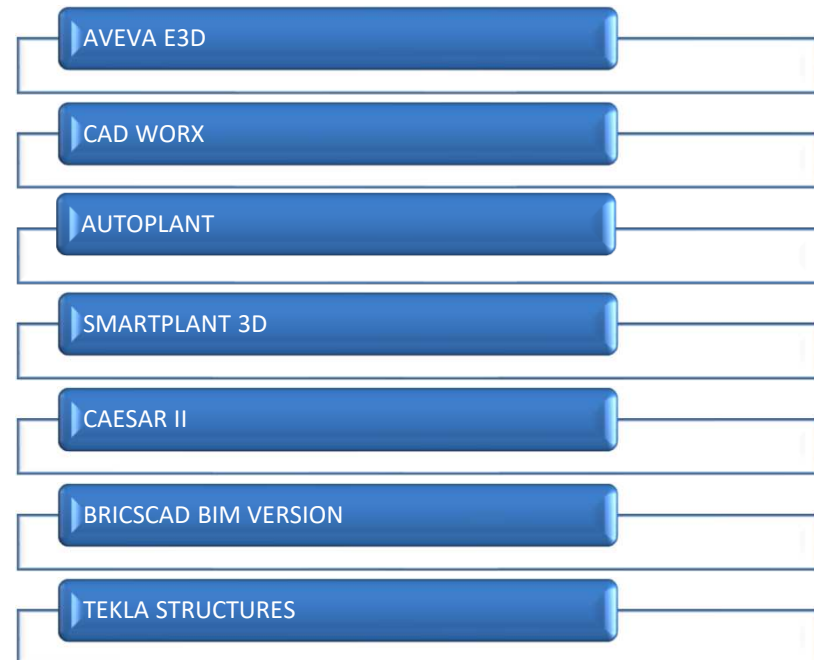 AVEVA E3D
CAD WORX
AUTOPLANT
SMARTPLANT 3D
CAESAR II
BRICSCAD BIM VERSION
TEKLA STRUCTURES